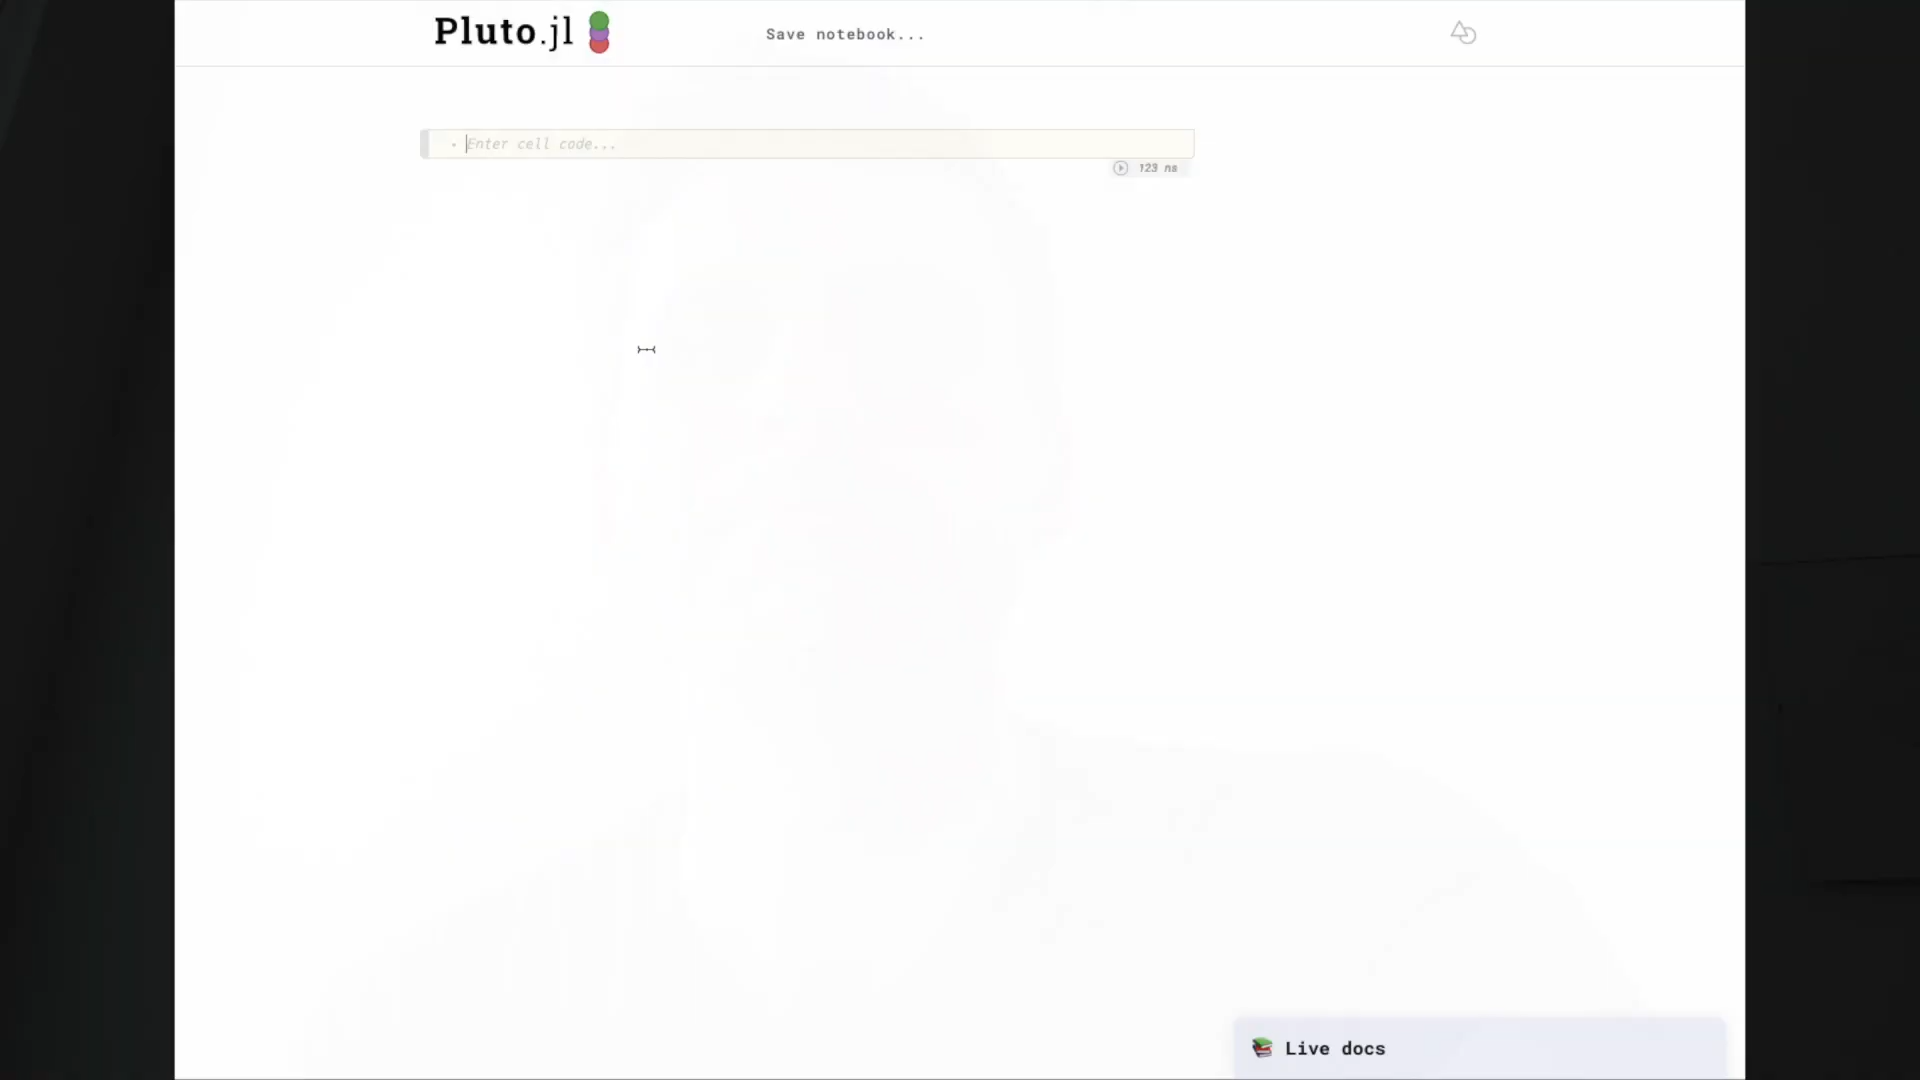 Pluto.jl
Save notebook...
Enter cell code...
123 ns
Live docs